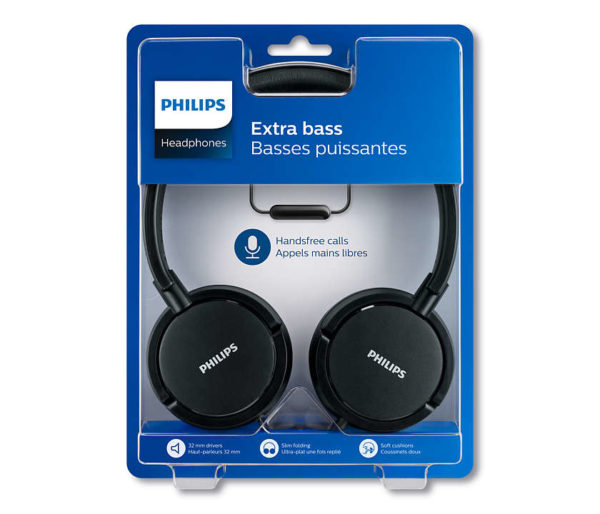 PHILIPS
Headphones
Extra bass
Basses puissantes
Handsfree calls
Appels mains libres
PHILIPS
PHILIPS
32 mm drivers
Haut-parleurs 32 mm
Slim folding
Ultra-plat une fois replié
Soft cushions
Coussinets doux